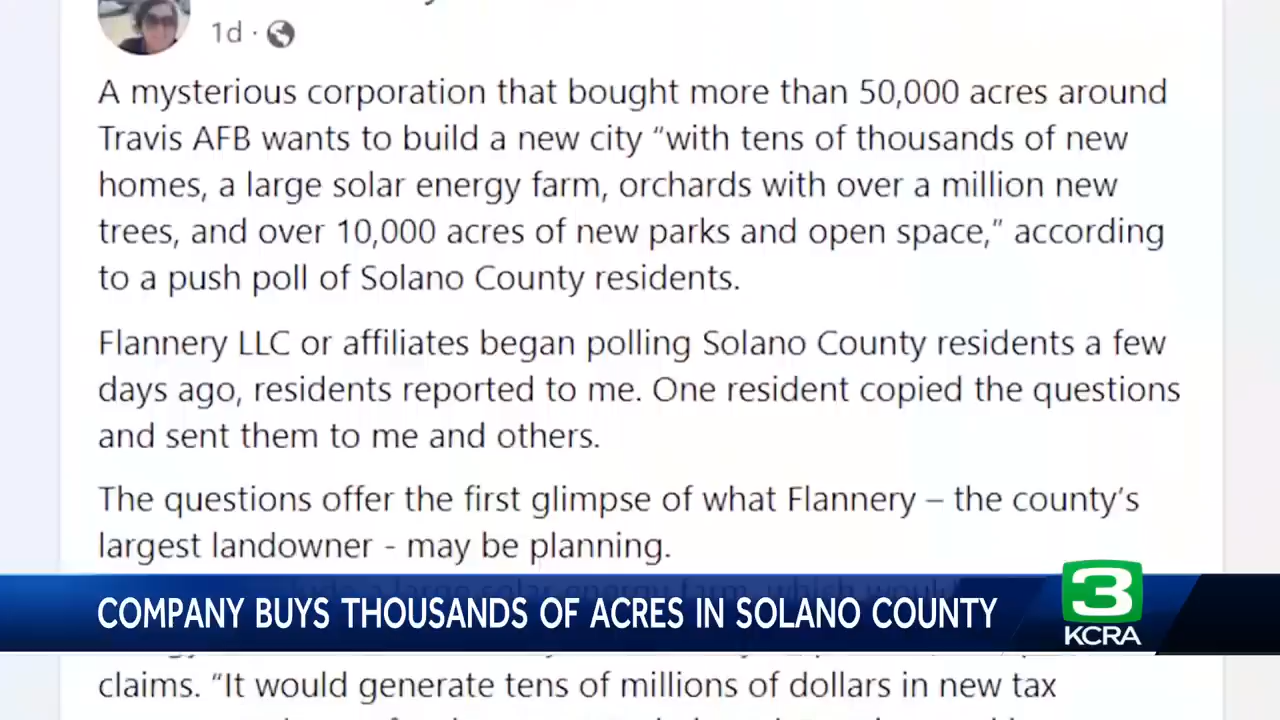 1d ·
A mysterious corporation that bought more than 50,000 acres around
Travis AFB wants to build a new city “with tens of thousands of new
homes, a large solar energy farm, orchards with over a million new
trees, and over 10,000 acres of new parks and open space,” according
to a push poll of Solano County residents.
Flannery LLC or affiliates began polling Solano County residents a few
days ago, residents reported to me. One resident copied the questions
and sent them to me and others.
The questions offer the first glimpse of what Flannery – the county’s
largest landowner - may be planning.
a large solar energy farm, which would
COMPANY BUYS THOUSANDS OF ACRES IN SOLANO COUNTY
3
KCRA
claims. “It would generate tens of millions of dollars in new tax